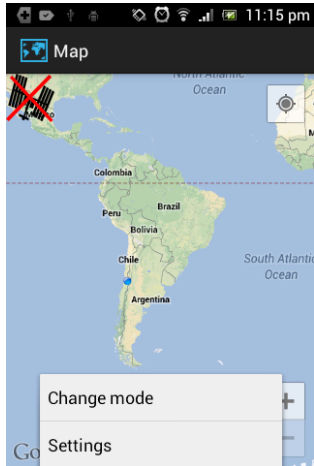 11:15 pm
Map
North Atlantic
Ocean
Colombia
Brazil
Peru
Bolivia
Chile
South Atlantic
Ocean
Argentina
Change mode
Settings
+
−
Go